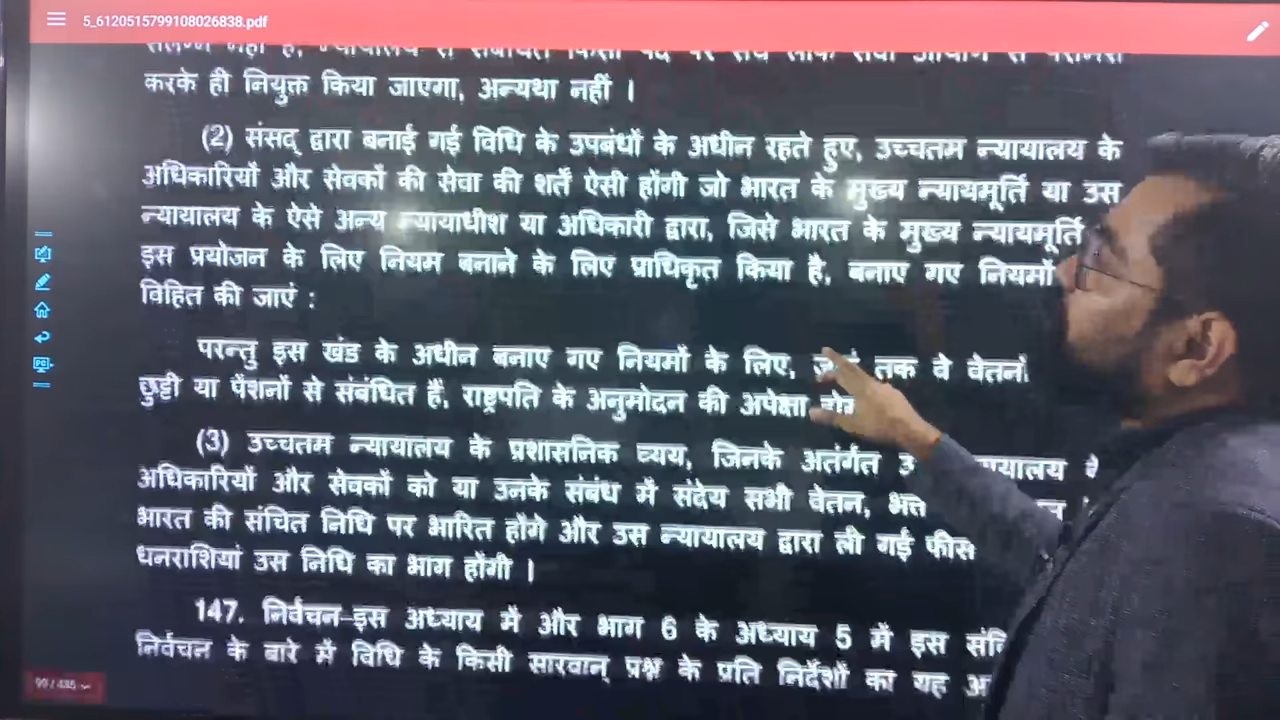 5_6120515799108026838.pdf
करके ही नियुक्त किया जाएगा, अन्यथा नहीं ।
(2) संसद् द्वारा बनाई गई विधि के उपबंधों के अधीन रहते हुए, उच्चतम न्यायालय के
अधिकारियों और सेवकों की सेवा की शर्तें ऐसी होंगी जो भारत के मुख्य न्यायमूर्ति या उस
न्यायालय के ऐसे अन्य न्यायाधीश या अधिकारी द्वारा, जिसे भारत के मुख्य न्यायमूर्ति
इस प्रयोजन के लिए नियम बनाने के लिए प्राधिकृत किया है, बनाए गए नियमों
विहित की जाएं :
परन्तु इस खंड के अधीन बनाए गए नियमों के लिए, तक वे वेतनों
छुट्टी या पेंशनों से संबंधित हैं, राष्ट्रपति के अनुमोदन की अपेक्षा
(3) उच्चतम न्यायालय के प्रशासनिक व्यय, जिनके अतंर्गत
अधिकारियों और सेवकों को या उनके संबंध में संदेय सभी वेतन,
भारत की संचित निधि पर भारित होंगे और उस न्यायालय द्वारा ली गई फीस
धनराशियां उस निधि का भाग होंगी ।
147. निर्वचन–इस अध्याय में और भाग 6 के अध्याय 5 में इस
निर्वचन के बारे में विधि के किसी सारवान् प्रश्न के प्रति निर्देशों का यह
99 / 485